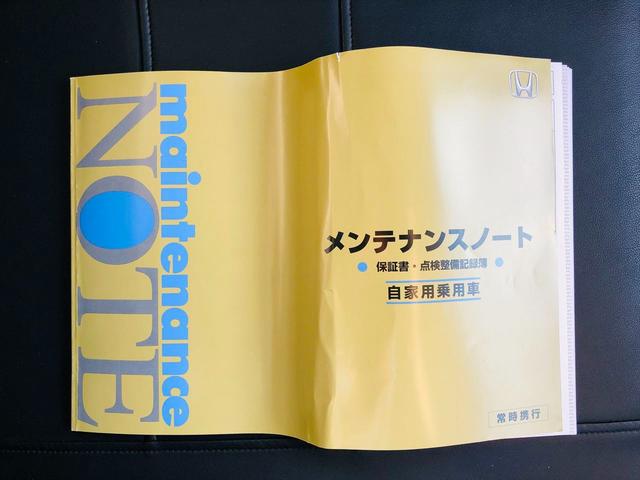 maintenance
NOTE
メンテナンスノート
保証書・点検整備記録簿
自家用乗用車
常時携行